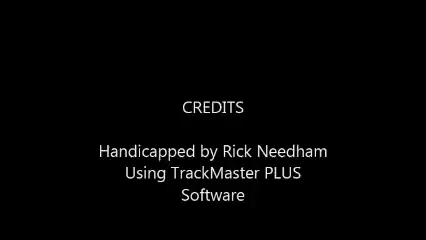 CREDITS
Handicapped by Rick Needham
Using TrackMaster PLUS
Software